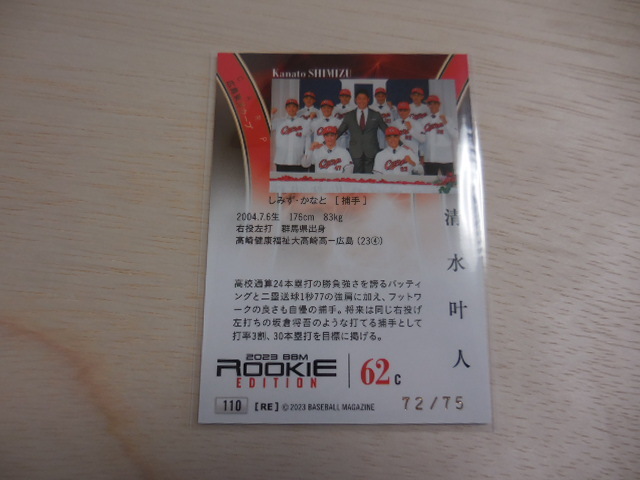 Kanato SHIMIZU
しみず・かなと [捕手]
2004.7.6生 176cm 83kg
右投左打 群馬県出身
高崎健康福祉大高崎高ー広島 (23④)
清水叶人
高校通算24本塁打の勝負強さを誇るバッティ
ングと二塁送球1秒77の強肩に加え、フットワ
ークの良さも自慢の捕手。将来は同じ右投げ
左打ちの坂倉将吾のような打てる捕手として
打率3割、30本塁打を目標に掲げる。
2023 BBM
ROOKIE
EDITION
62 c
72/75
110 [RE] ©2023 BASEBALL MAGAZINE